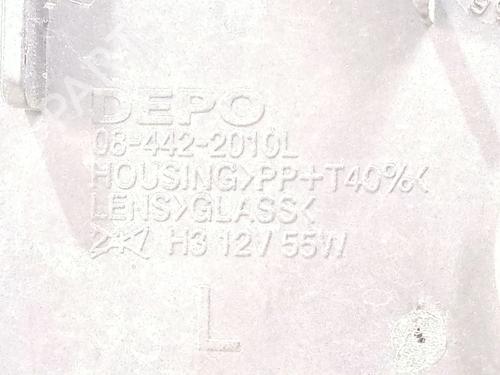 DEPO
08-442-2010L
HOUSING>PP+T40%<
LENS>GLASS<
H3 12V 55W
L